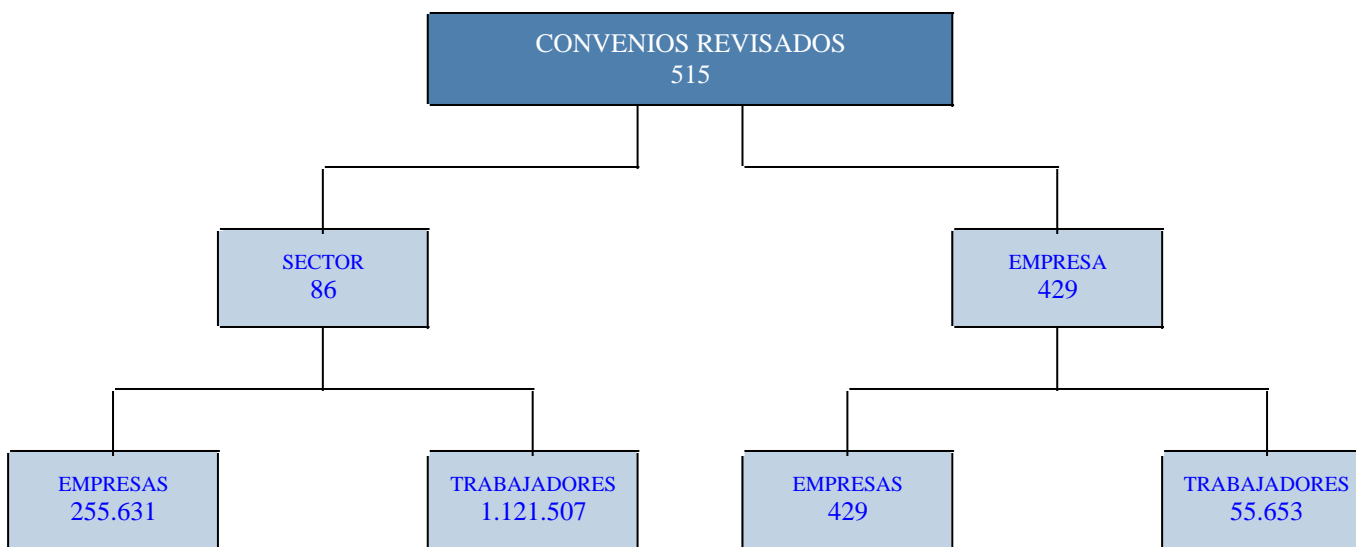 CONVENIOS REVISADOS
515
SECTOR
86
EMPRESA
429
EMPRESAS
255.631
TRABAJADORES
1.121.507
EMPRESAS
429
TRABAJADORES
55.653